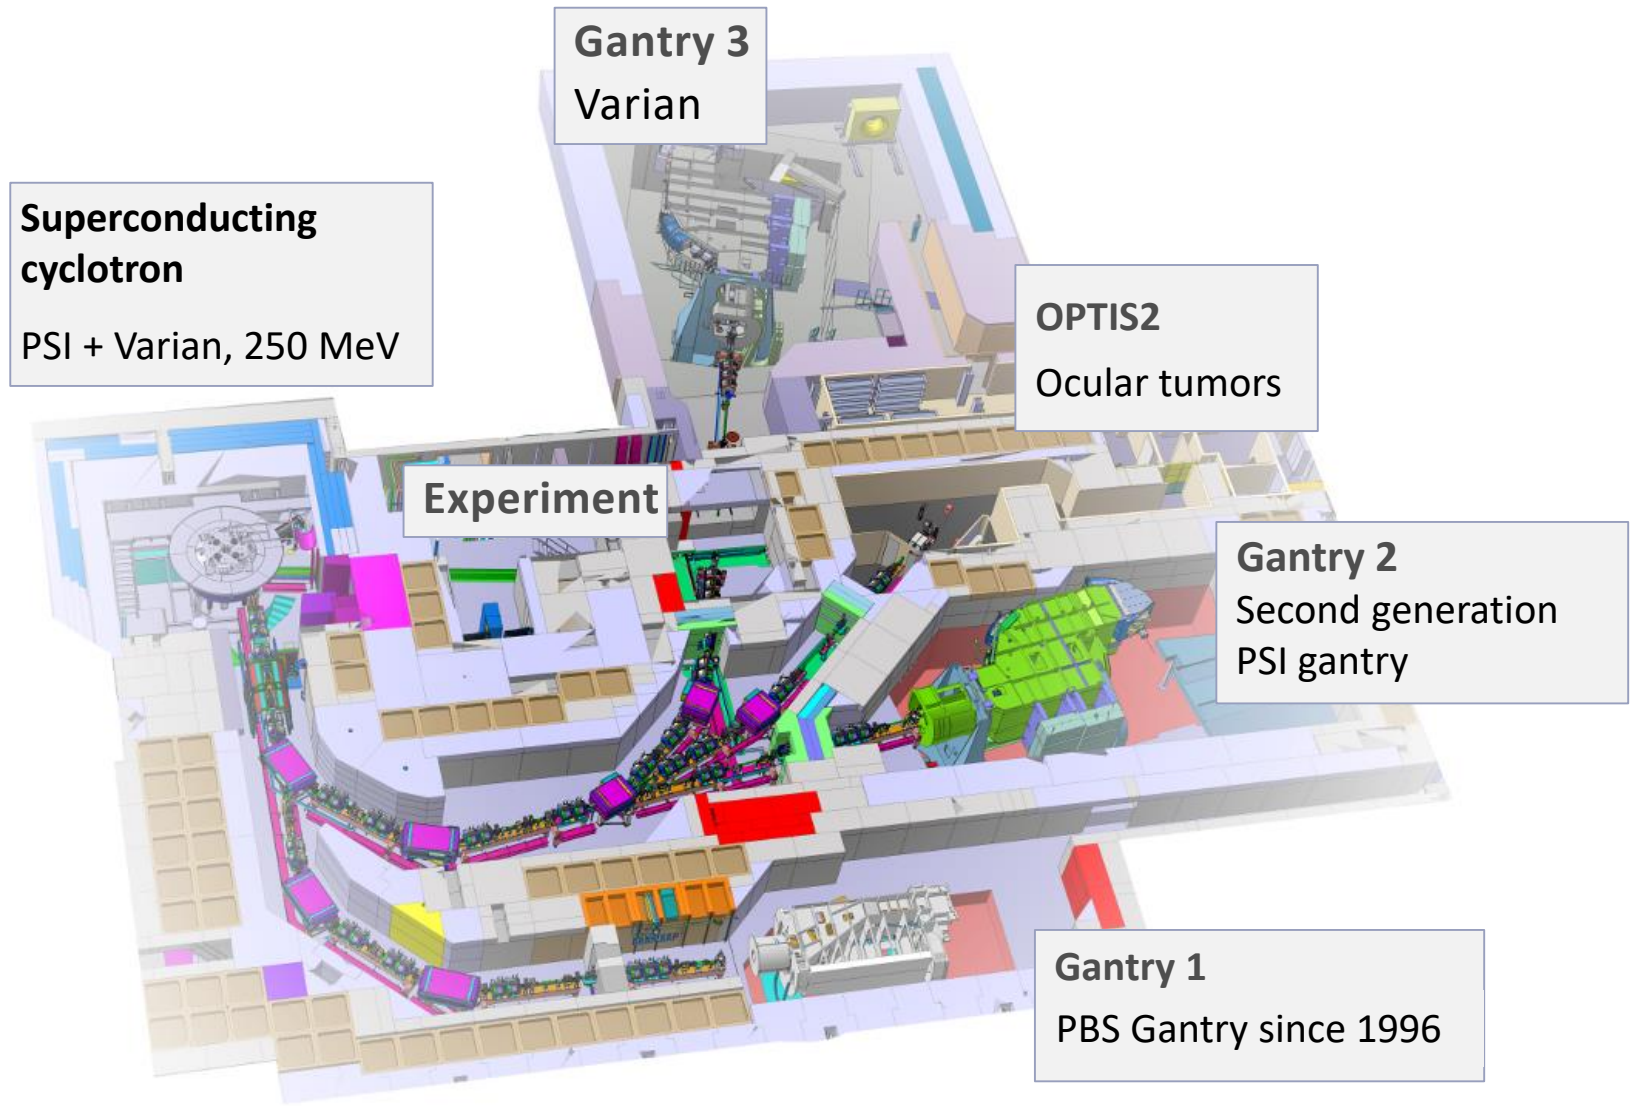 Gantry 3
Varian
Superconducting
cyclotron
PSI + Varian, 250 MeV
OPTIS2
Ocular tumors
Experiment
Gantry 2
Second generation
PSI gantry
Gantry 1
PBS Gantry since 1996